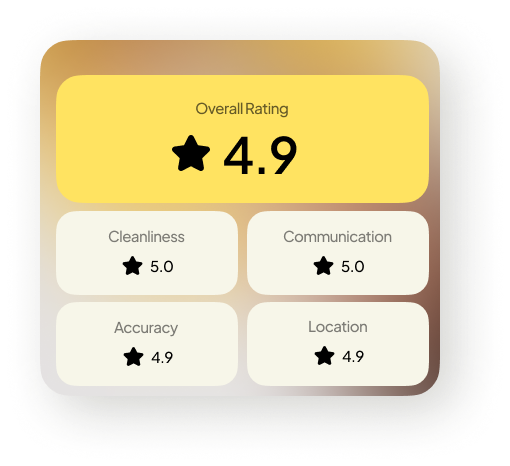 Overall Rating
4.9
Cleanliness
5.0
Communication
5.0
Accuracy
4.9
Location
4.9